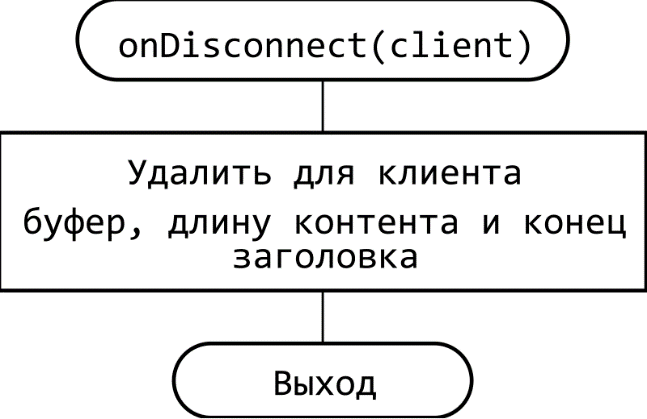 onDisconnect(client)
Удалить для клиента
буфер, длину контента и конец
заголовка
Выход